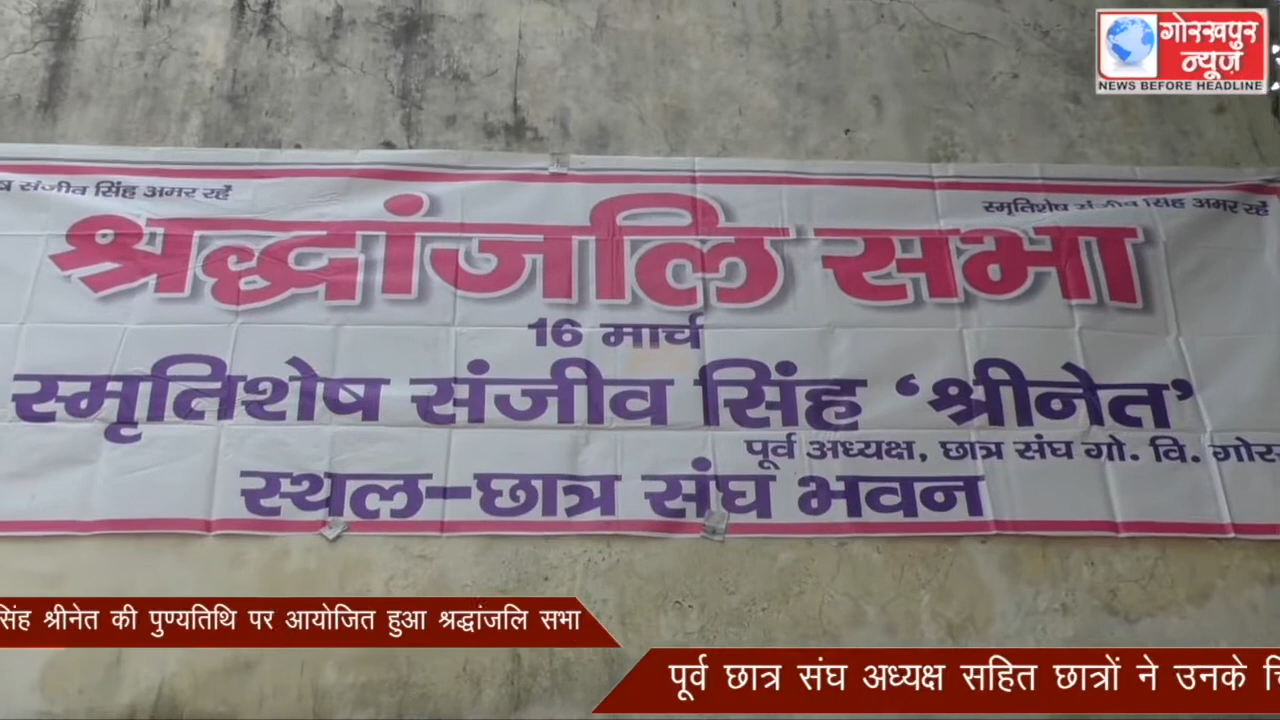 गोरखपुर
न्यूज़
NEWS BEFORE HEADLINE
संजीव सिंह अमर रहें
स्मृतिशेष संजीव सिंह अमर रहें
श्रद्धांजलि सभा
16 मार्च
स्मृतिशेष संजीव सिंह ‘श्रीनेत’
पूर्व अध्यक्ष, छात्र संघ गो. वि.
स्थल-छात्र संघ भवन
सिंह श्रीनेत की पुण्यतिथि पर आयोजित हुआ श्रद्धांजलि सभा
पूर्व छात्र संघ अध्यक्ष सहित छात्रों ने उनके